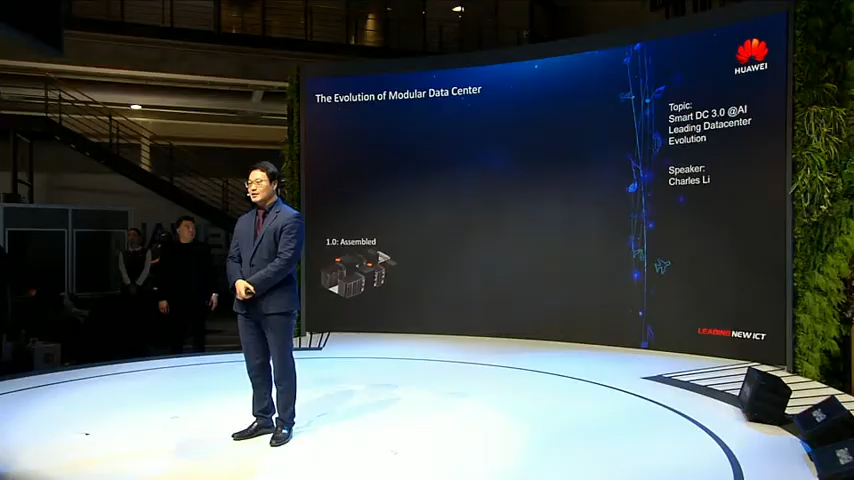 The Evolution of Modular Data Center
HUAWEI
Topic:
Smart DC 3.0 @AI
Leading Datacenter
Evolution
Speaker:
Charles Li
1.0: Assembled
LEADING NEW ICT